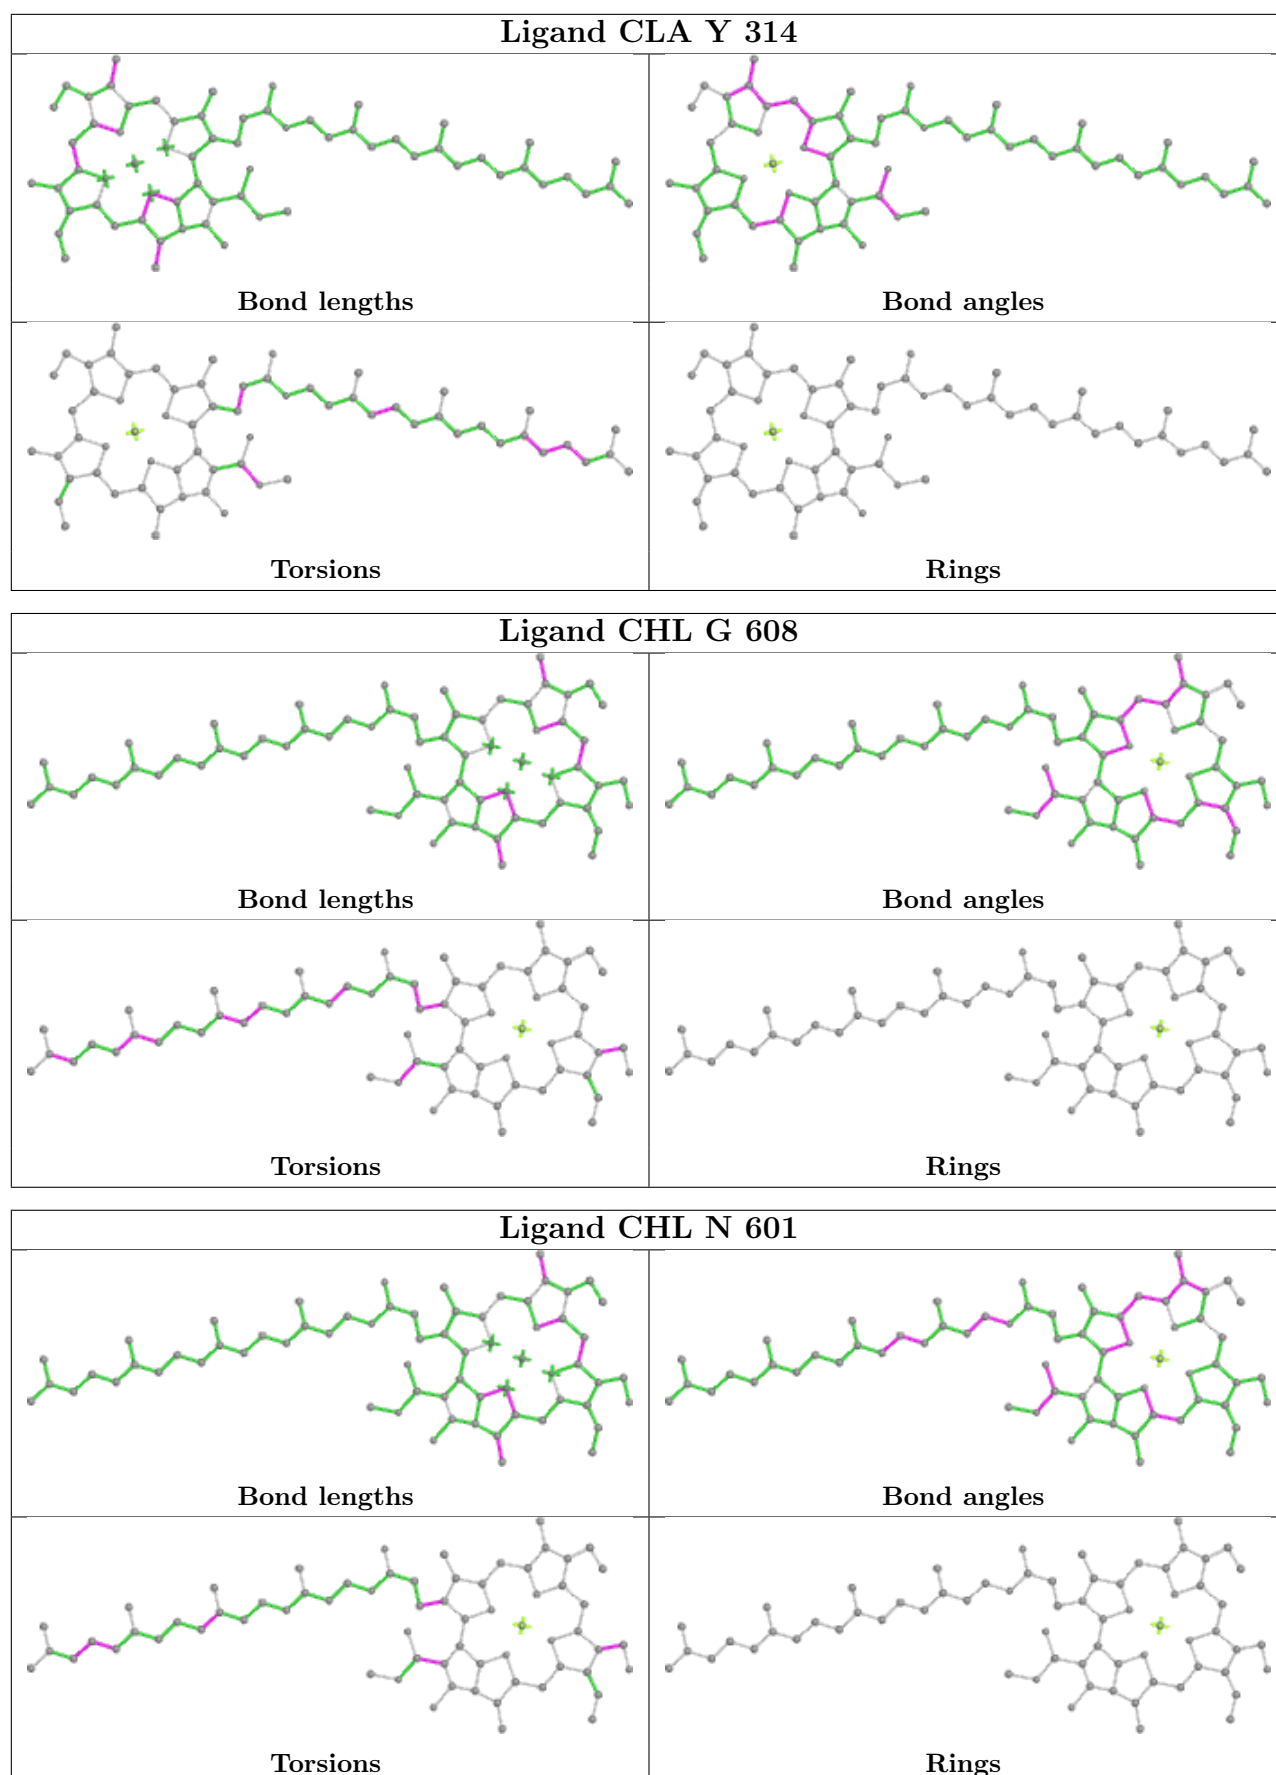 Ligand CLA Y 314
Bond lengths
Bond angles
Torsions
Rings
Ligand CHL G 608
Bond lengths
Bond angles
Torsions
Rings
Ligand CHL N 601
Bond lengths
Bond angles
Torsions
Rings